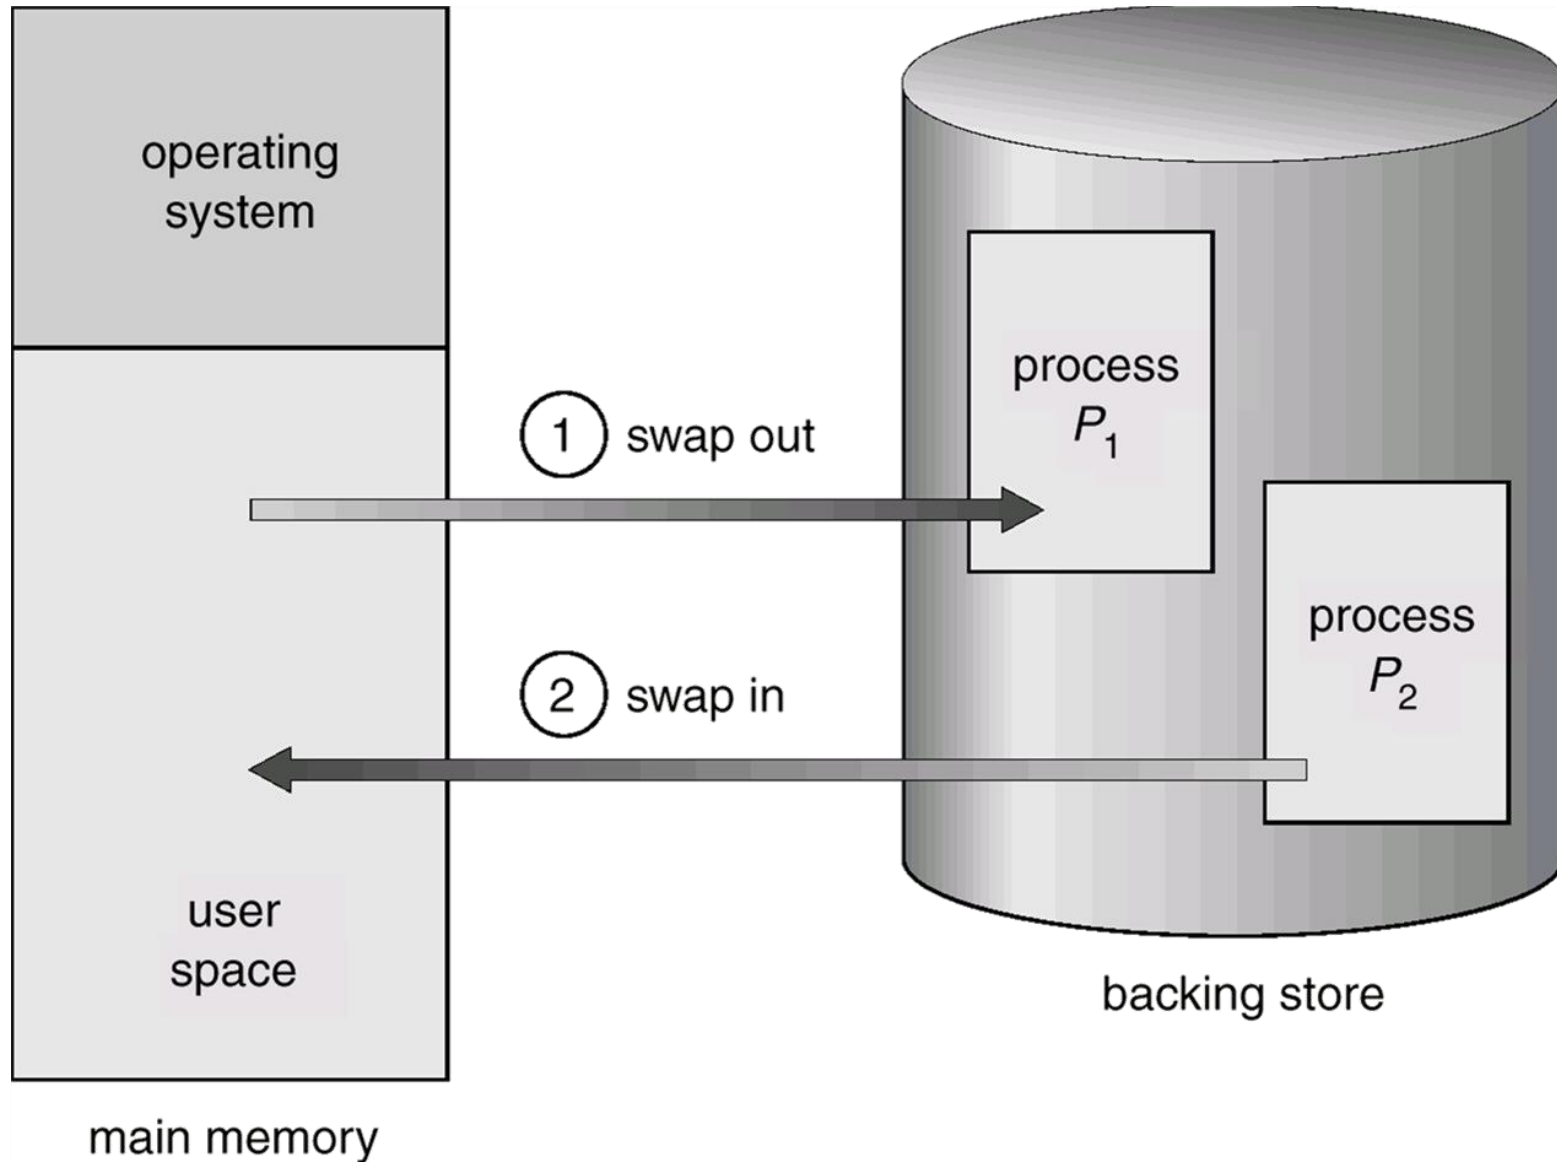 operating
system
process
P1
1 swap out
process
P2
2 swap in
user
space
backing store
main memory